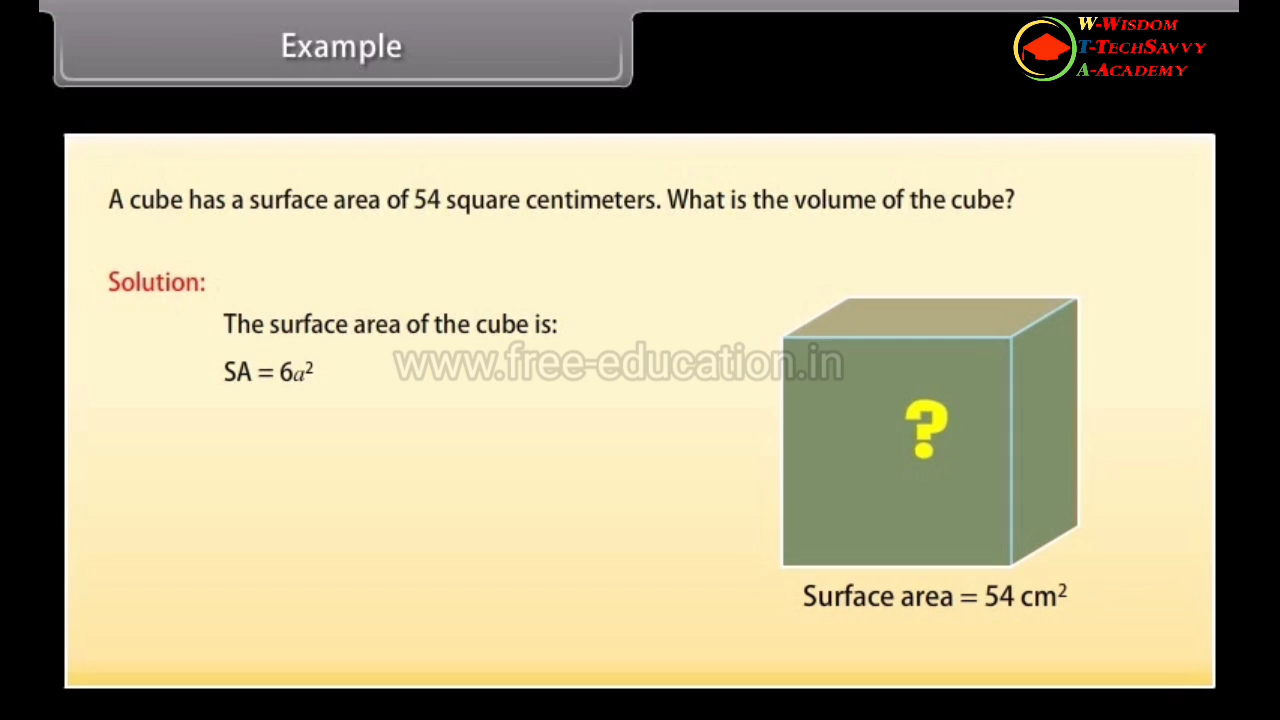 Example
W-Wisdom
T-TechSavvy
A-Academy
A cube has a surface area of 54 square centimeters. What is the volume of the cube?
Solution:
The surface area of the cube is:
SA = 6a²
www.free-education.in
?
Surface area = 54 cm²